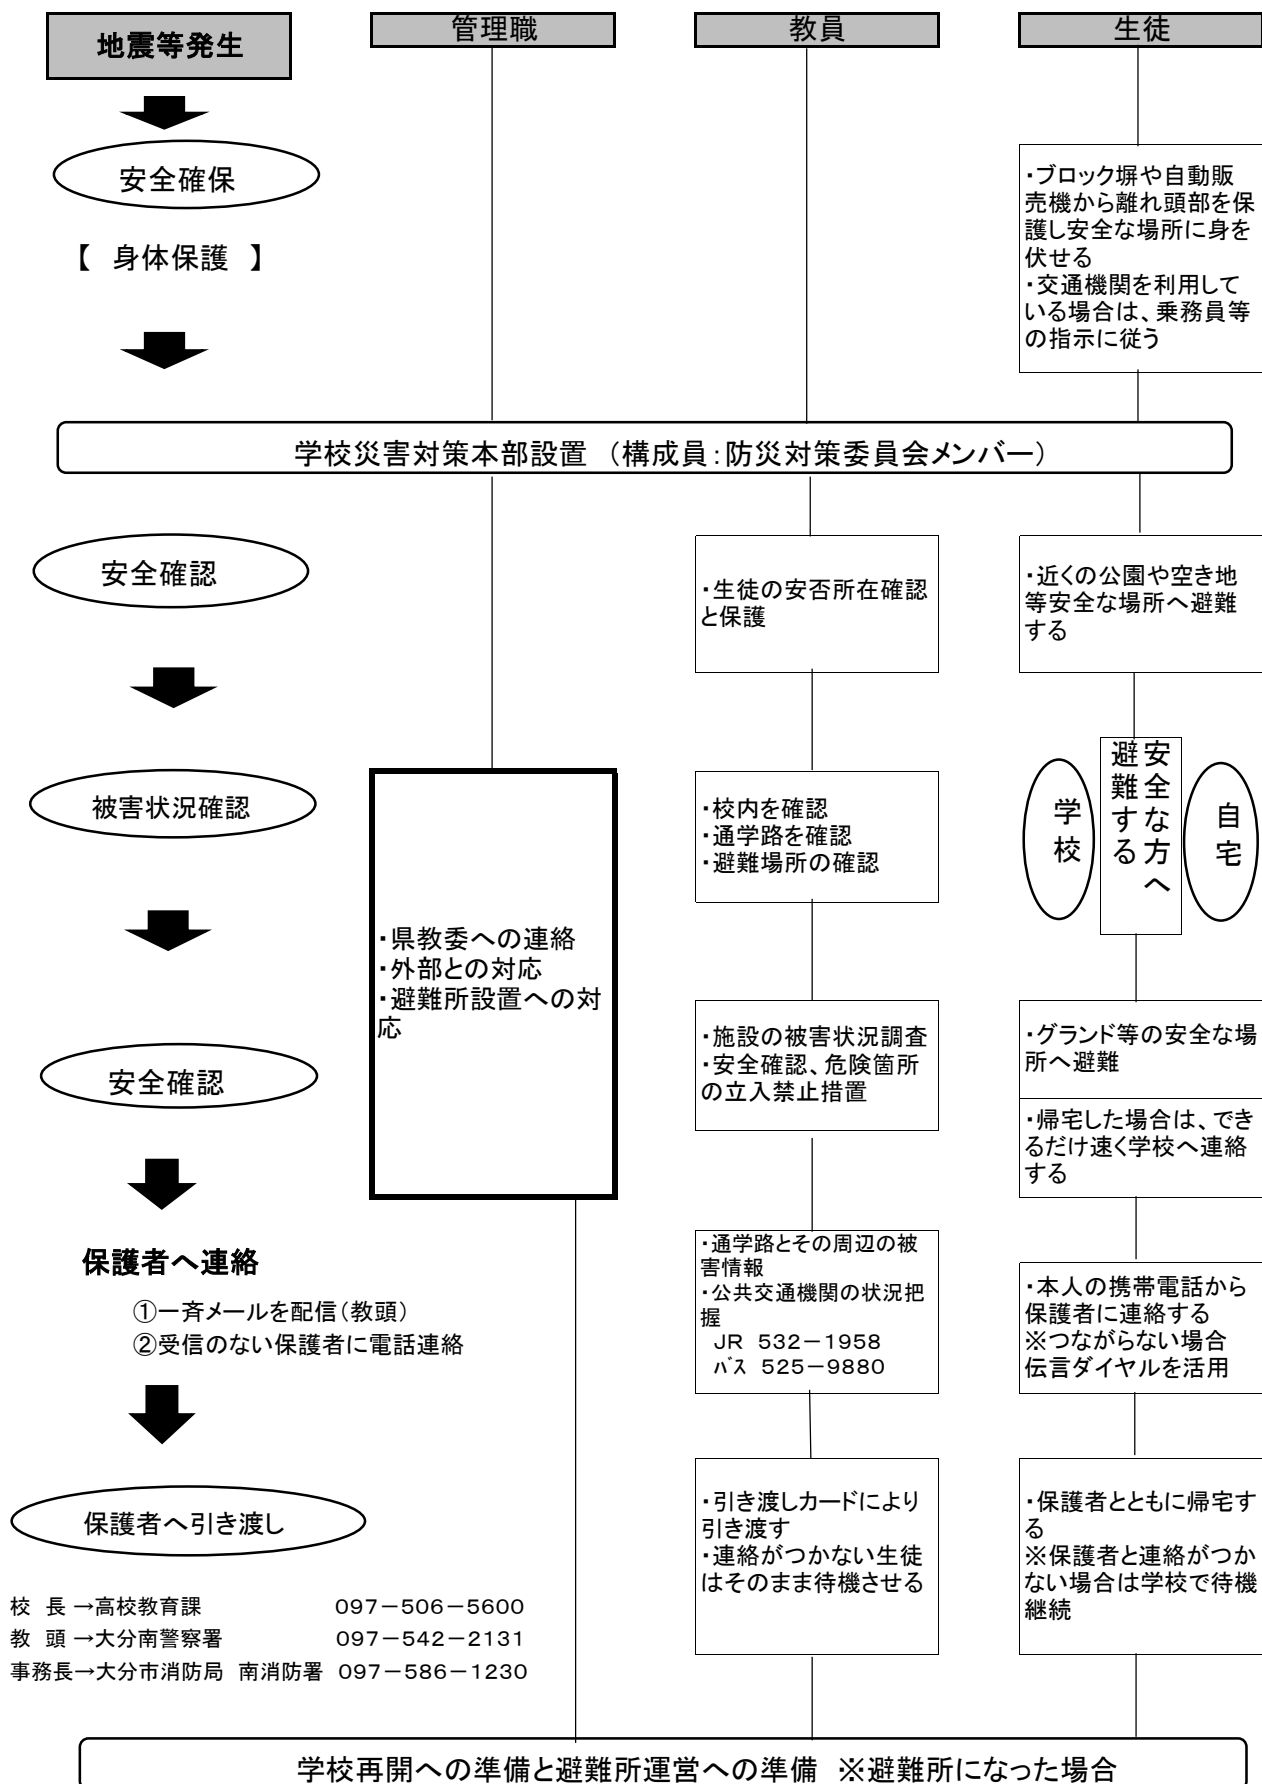 地震等発生
管理職
教員
生徒
安全確保
【 身体保護 】
・ブロック塀や自動販
売機から離れ頭部を保
護し安全な場所に身を
伏せる
・交通機関を利用して
いる場合は、乗務員等
の指示に従う
学校災害対策本部設置 （構成員：防災対策委員会メンバー）
安全確認
・生徒の安否所在確認
と保護
・近くの公園や空き地
等安全な場所へ避難
する
被害状況確認
・県教委への連絡
・外部との対応
・避難所設置への対
応
・校内を確認
・通学路を確認
・避難場所の確認
学校
安全な方へ
避難する
自宅
安全確認
・施設の被害状況調査
・安全確認、危険箇所
の立入禁止措置
・グランド等の安全な場
所へ避難
・帰宅した場合は、でき
るだけ速く学校へ連絡
する
保護者へ連絡
①一斉メールを配信（教頭）
②受信のない保護者に電話連絡
・通学路とその周辺の被
害情報
・公共交通機関の状況把
握
JR 532－1958
ﾊﾞｽ 525－9880
・本人の携帯電話から
保護者に連絡する
※つながらない場合
伝言ダイヤルを活用
保護者へ引き渡し
・引き渡しカードにより
引き渡す
・連絡がつかない生徒
はそのまま待機させる
・保護者とともに帰宅す
る
※保護者と連絡がつか
ない場合は学校で待機
継続
校 長 →高校教育課 097－506－5600
教 頭 →大分南警察署 097－542－2131
事務長→大分市消防局 南消防署 097－586－1230
学校再開への準備と避難所運営への準備 ※避難所になった場合